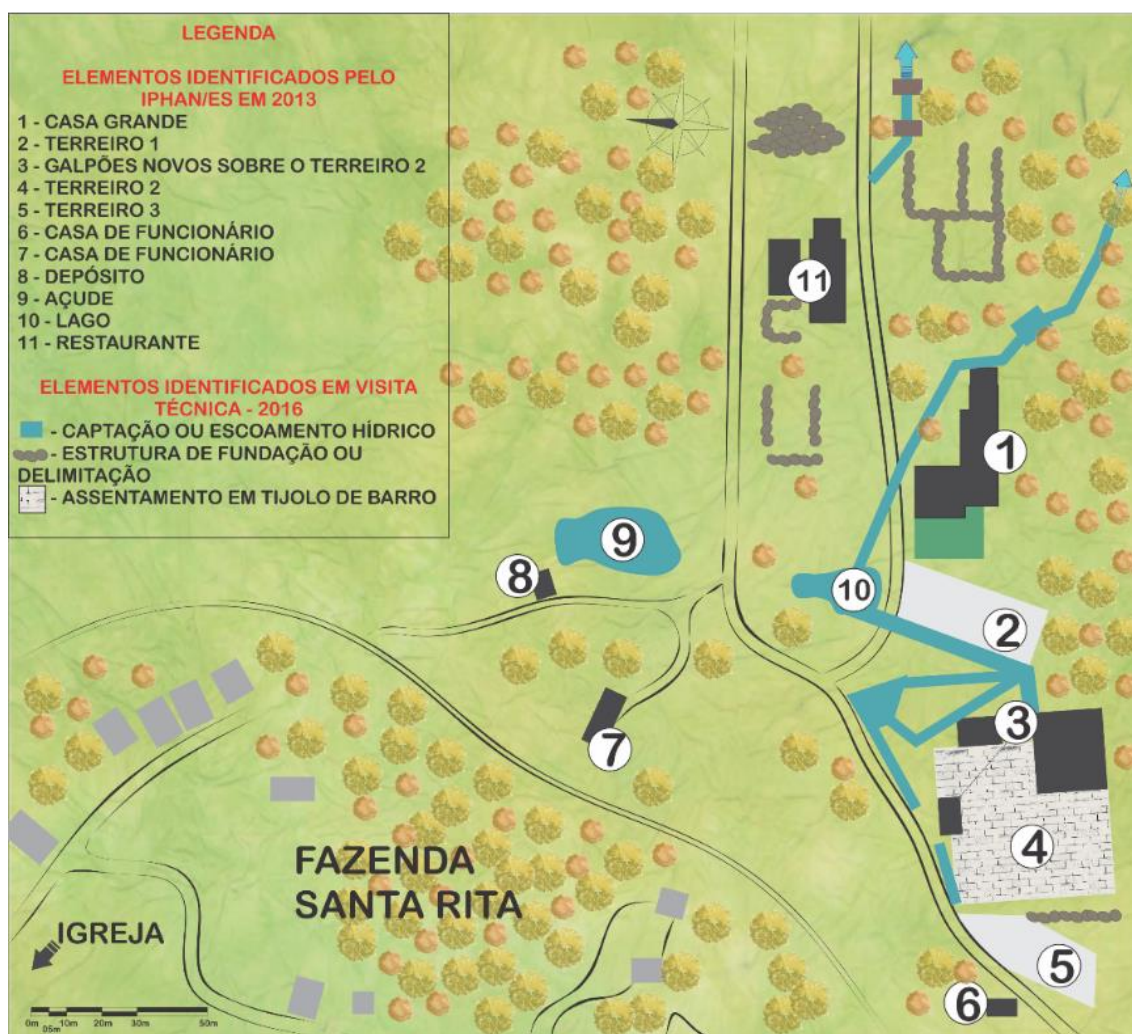 LEGENDA
ELEMENTOS IDENTIFICADOS PELO
IPHAN/ES EM 2013
1 - CASA GRANDE
2 - TERREIRO 1
3 - GALPÕES NOVOS SOBRE O TERREIRO 2
4 - TERREIRO 2
5 - TERREIRO 3
6 - CASA DE FUNCIONÁRIO
7 - CASA DE FUNCIONÁRIO
8 - DEPÓSITO
9 - AÇUDE
10 - LAGO
11 - RESTAURANTE
ELEMENTOS IDENTIFICADOS EM VISITA
TÉCNICA - 2016
- CAPTAÇÃO OU ESCOAMENTO HÍDRICO
- ESTRUTURA DE FUNDAÇÃO OU
DELIMITAÇÃO
- ASSENTAMENTO EM TIJOLO DE BARRO
11
1
9
8
10
2
3
7
4
5
6
FAZENDA
SANTA RITA
IGREJA
0m 05m 10m 20m 30m 50m